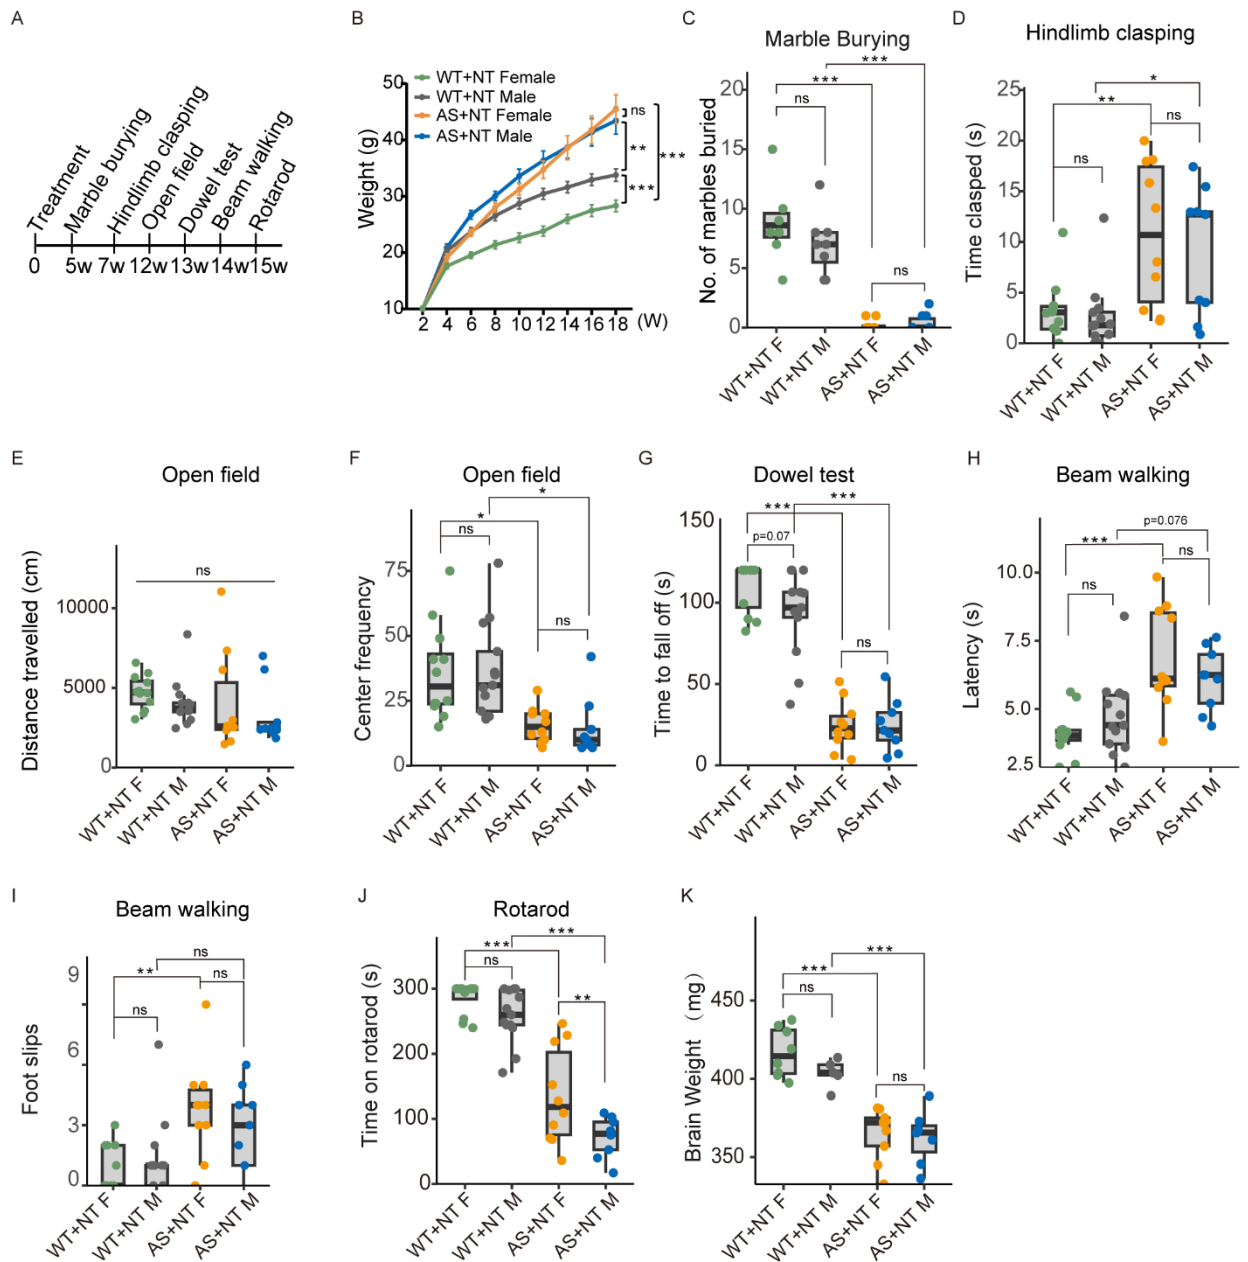 A
Treatment
Marble burying
Hindlimb clasping
Open field
Dowel test
Beam walking
Rotarod
0 5w 7w 12w 13w 14w 15w
B
WT+NT Female
WT+NT Male
AS+NT Female
AS+NT Male
Weight (g)
50
40
30
20
10
2 4 6 8 10 12 14 16 18 (W)
ns
**
***
***
C
Marble Burying
No. of marbles buried
20
15
10
5
0
***
***
ns
ns
WT+NT F
WT+NT M
AS+NT F
AS+NT M
D
Hindlimb clasping
Time clasped (s)
25
20
15
10
5
0
*
**
ns
ns
WT+NT F
WT+NT M
AS+NT F
AS+NT M
E
Open field
Distance travelled (cm)
10000
5000
0
ns
WT+NT F
WT+NT M
AS+NT F
AS+NT M
F
Open field
Center frequency
75
50
25
0
*
*
ns
ns
WT+NT F
WT+NT M
AS+NT F
AS+NT M
G
Dowel test
Time to fall off (s)
150
100
50
0
***
***
p=0.07
ns
WT+NT F
WT+NT M
AS+NT F
AS+NT M
H
Beam walking
Latency (s)
10.0
7.5
5.0
2.5
p=0.076
***
ns
ns
WT+NT F
WT+NT M
AS+NT F
AS+NT M
I
Beam walking
Foot slips
9
6
3
0
ns
**
ns
ns
WT+NT F
WT+NT M
AS+NT F
AS+NT M
J
Rotarod
Time on rotarod (s)
300
200
100
0
***
***
ns
**
WT+NT F
WT+NT M
AS+NT F
AS+NT M
K
Brain Weight (mg)
450
400
350
***
***
ns
ns
WT+NT F
WT+NT M
AS+NT F
AS+NT M